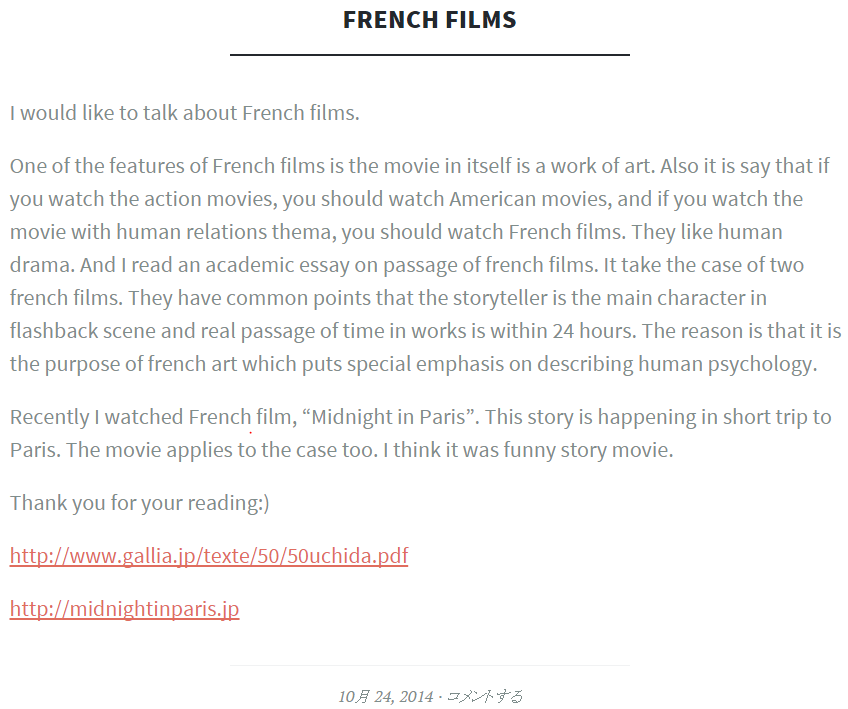 FRENCH FILMS
I would like to talk about French films.
One of the features of French films is the movie in itself is a work of art. Also it is say that if
you watch the action movies, you should watch American movies, and if you watch the
movie with human relations thema, you should watch French films. They like human
drama. And I read an academic essay on passage of french films. It take the case of two
french films. They have common points that the storyteller is the main character in
flashback scene and real passage of time in works is within 24 hours. The reason is that it is
the purpose of french art which puts special emphasis on describing human psychology.
Recently I watched French film, “Midnight in Paris”. This story is happening in short trip to
Paris. The movie applies to the case too. I think it was funny story movie.
Thank you for your reading:)
http://www.gallia.jp/texte/50/50uchida.pdf
http://midnightinparis.jp
10月 24, 2014 · コメントする